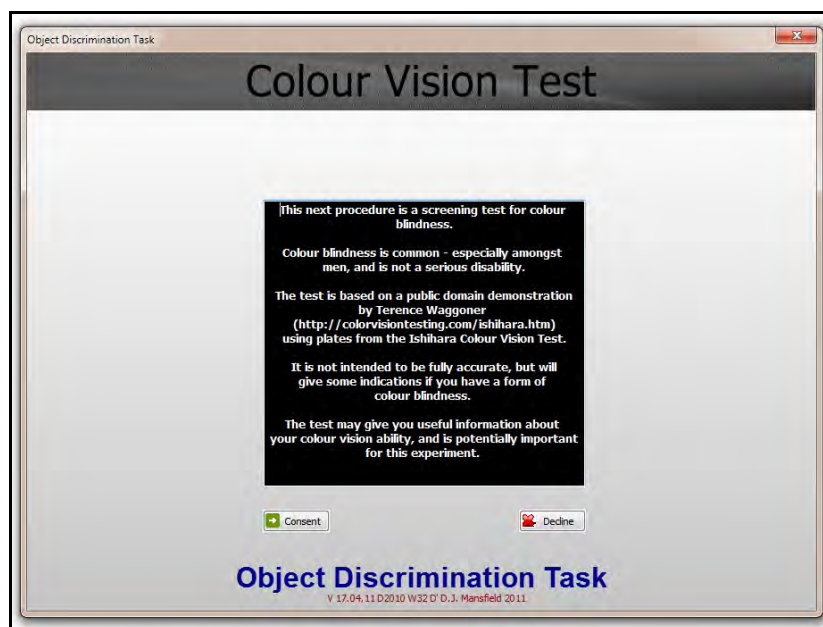 Object Discrimination Task
Colour Vision Test
This next procedure is a screening test for colour
blindness.
Colour blindness is common - especially amongst
men, and is not a serious disability.
The test is based on a public domain demonstration
by Terence Waggoner
(http://colorvisiontesting.com/ishihara.htm)
using plates from the Ishihara Colour Vision Test.
It is not intended to be fully accurate, but will
give some indications if you have a form of
colour blindness.
The test may give you useful information about
your colour vision ability, and is potentially important
for this experiment.
Consent
Decline
Object Discrimination Task
V 17.04.11 D2010 W32 D' D.J. Mansfield 2011